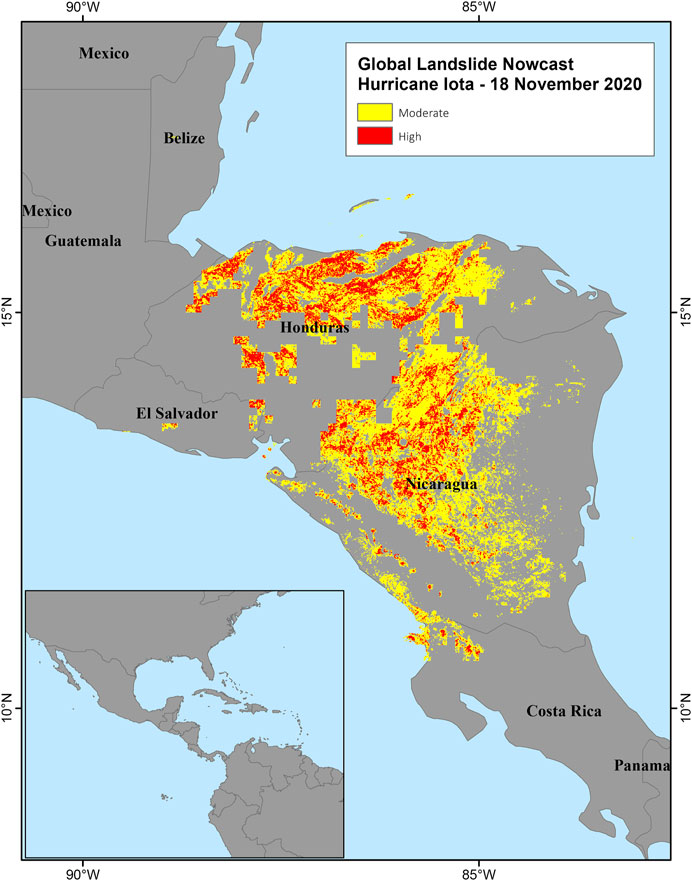 90°W
85°W
Mexico
Global Landslide Nowcast
Hurricane Iota - 18 November 2020
Moderate
High
Belize
Mexico
Guatemala
15°N
15°N
Honduras
El Salvador
Nicaragua
10°N
10°N
Costa Rica
Panama
90°W
85°W